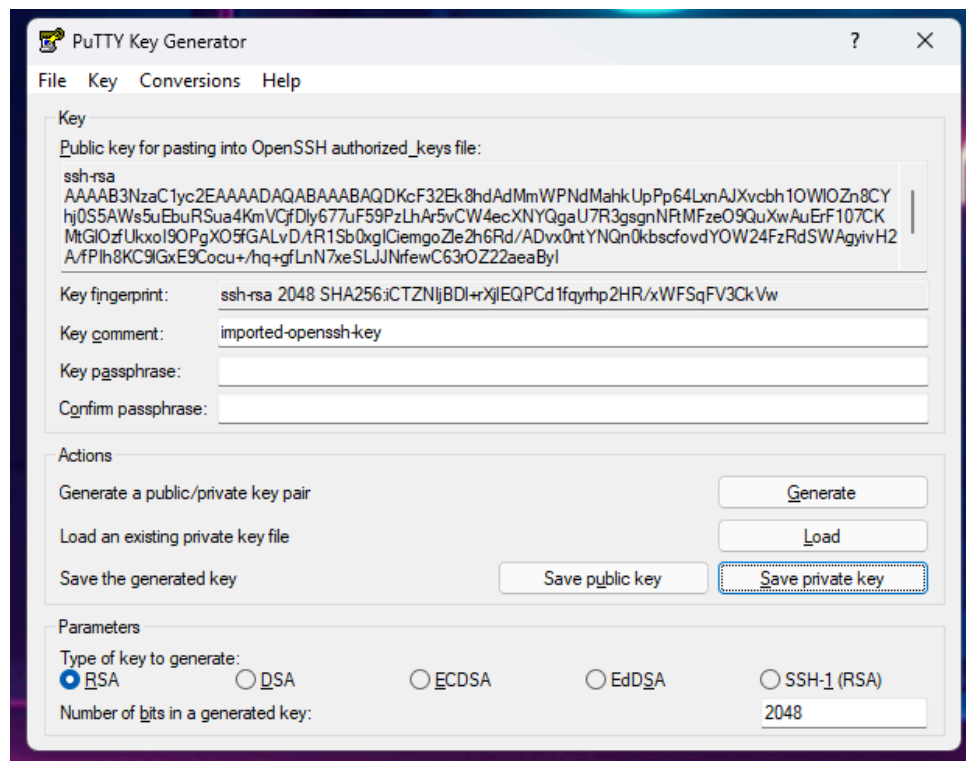 PuTTY Key Generator
File Key Conversions Help
Key
Public key for pasting into OpenSSH authorized_keys file:
ssh-rsa
AAAAB3NzaC1yc2EAAAADAQABAAABAQDKcF32Ek8hdAdMmWPNdMahkUpPp64LxnAJXvcbh1OWlOZn8CY
hj0S5AWs5uEbuRSua4KmVCjfDly677uF59PzLhAr5vCW4ecXNYQgaU7R3gsgnNFtMFzeO9QuXwAuErF107CK
MtGlOzfUkxoI9OPgXO5fGALvD/tR1Sb0xglCiemgoZle2h6Rd/ADvx0ntYNQn0kbscfovdYOW24FzRdSWAgyivH2
A/fPlh8KC9lGxE9Cocu+/hq+gfLnN7xeSLJJNrfewC63rOZ22aeaByl
Key fingerprint: ssh-rsa 2048 SHA256:iCTZNljBDl+rXjlEQPCd1fqyrhp2HR/xWFSqFV3CkVw
Key comment: imported-openssh-key
Key passphrase:
Confirm passphrase:
Actions
Generate a public/private key pair Generate
Load an existing private key file Load
Save the generated key Save public key Save private key
Parameters
Type of key to generate:
RSA DSA ECDSA EdDSA SSH-1 (RSA)
Number of bits in a generated key: 2048